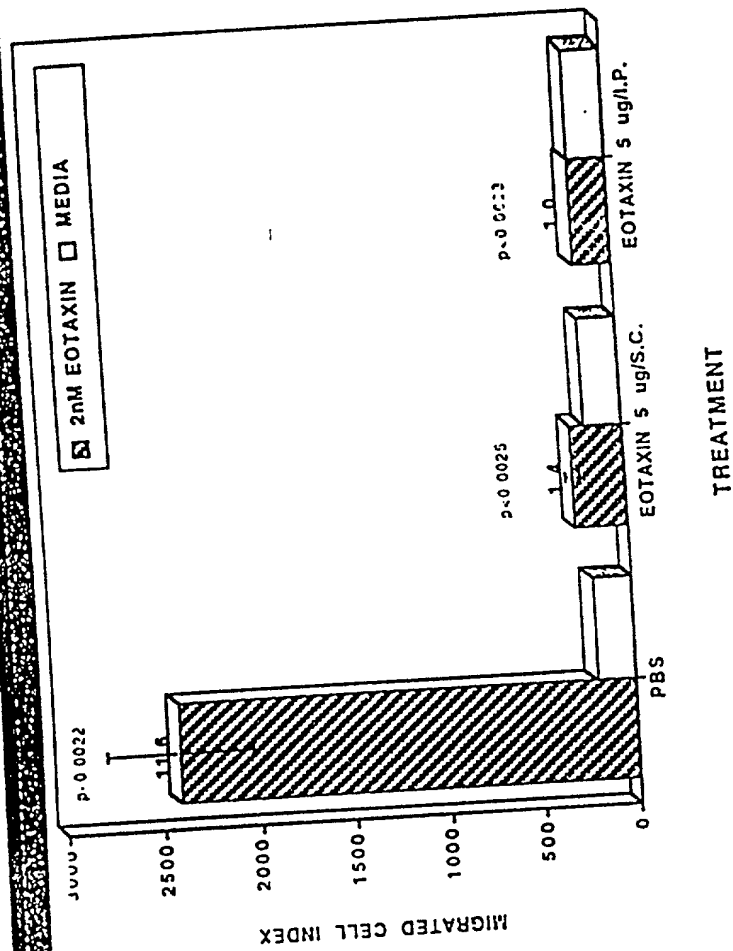 2nM EOTAXIN MEDIA
p<0 0022
11.6
p<0 0025
1.4
1.0
MIGRATED CELL INDEX
3000
2500
2000
1500
1000
500
0
PBS
EOTAXIN 5 ug/S.C.
EOTAXIN 5 ug/I.P.
TREATMENT